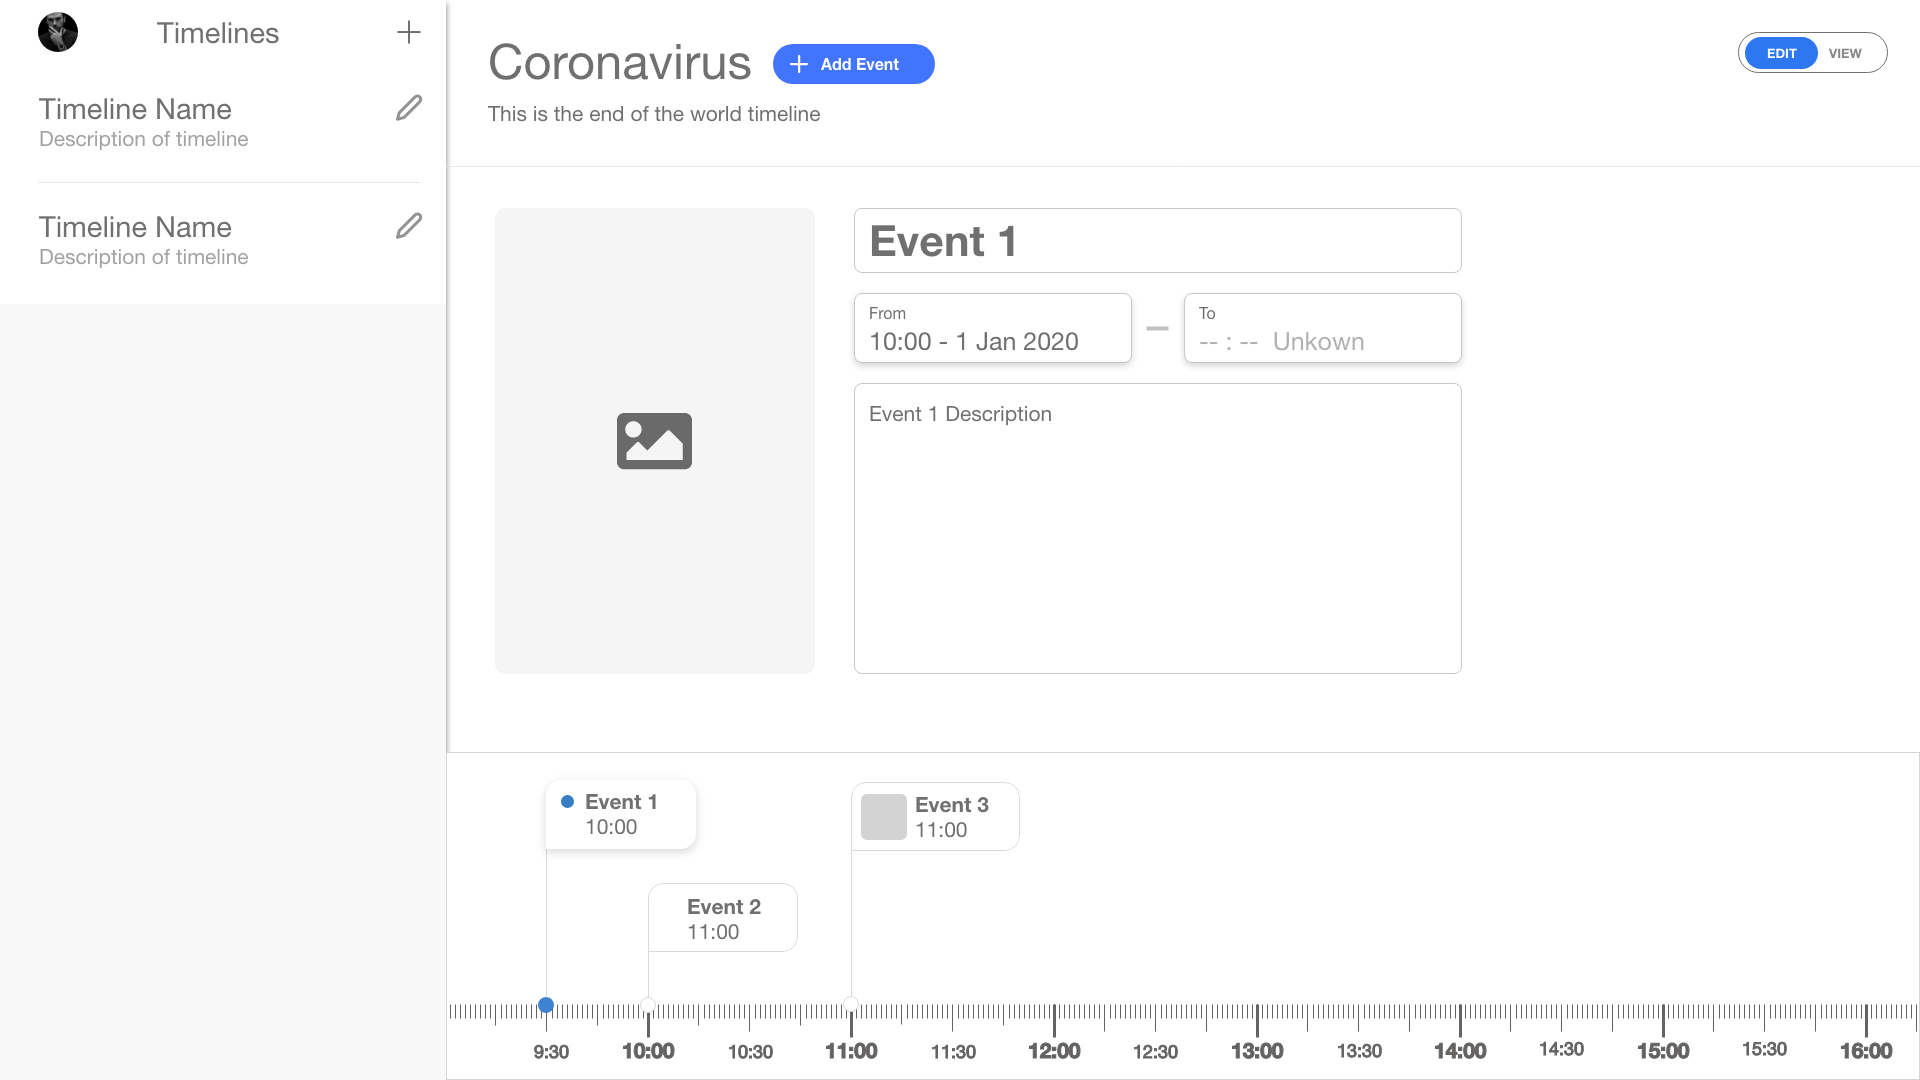 Timelines
Timeline Name
Description of timeline
Timeline Name
Description of timeline
Coronavirus
Add Event
This is the end of the world timeline
EDIT
VIEW
Event 1
From
10:00 - 1 Jan 2020
To
-- : -- Unkown
Event 1 Description
Event 1
10:00
Event 2
11:00
Event 3
11:00
9:30 10:00 10:30 11:00 11:30 12:00 12:30 13:00 13:30 14:00 14:30 15:00 15:30 16:00